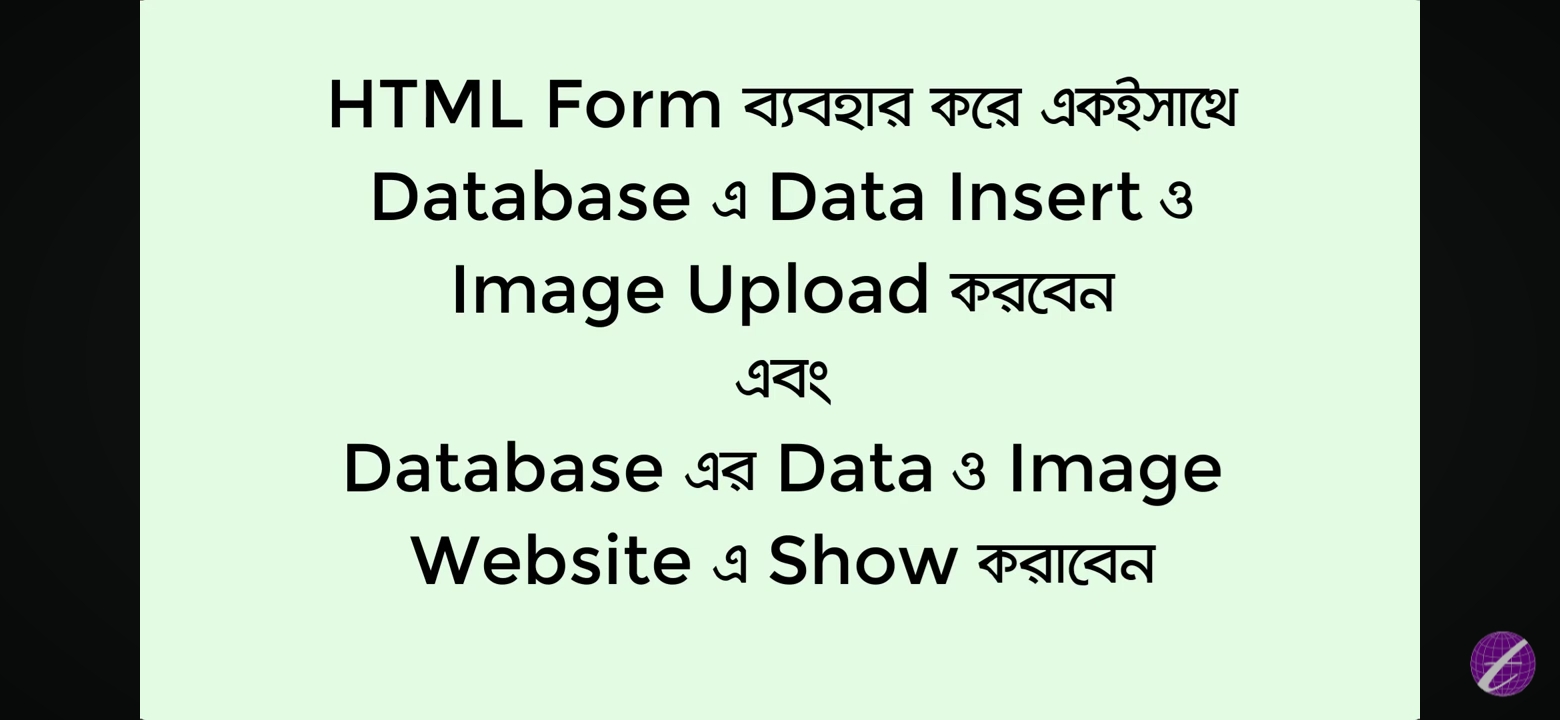 HTML Form ব্যবহার করে একইসাথে
Database এ Data Insert ও
Image Upload করবেন
এবং
Database এর Data ও Image
Website এ Show করাবেন